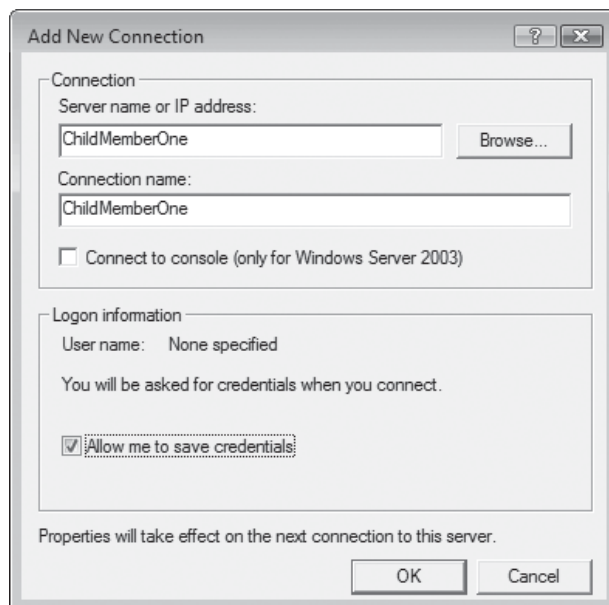 Add New Connection
Connection
Server name or IP address:
ChildMemberOne
Browse...
Connection name:
ChildMemberOne
Connect to console (only for Windows Server 2003)
Logon information
User name: None specified
You will be asked for credentials when you connect.
Allow me to save credentials
Properties will take effect on the next connection to this server.
OK
Cancel